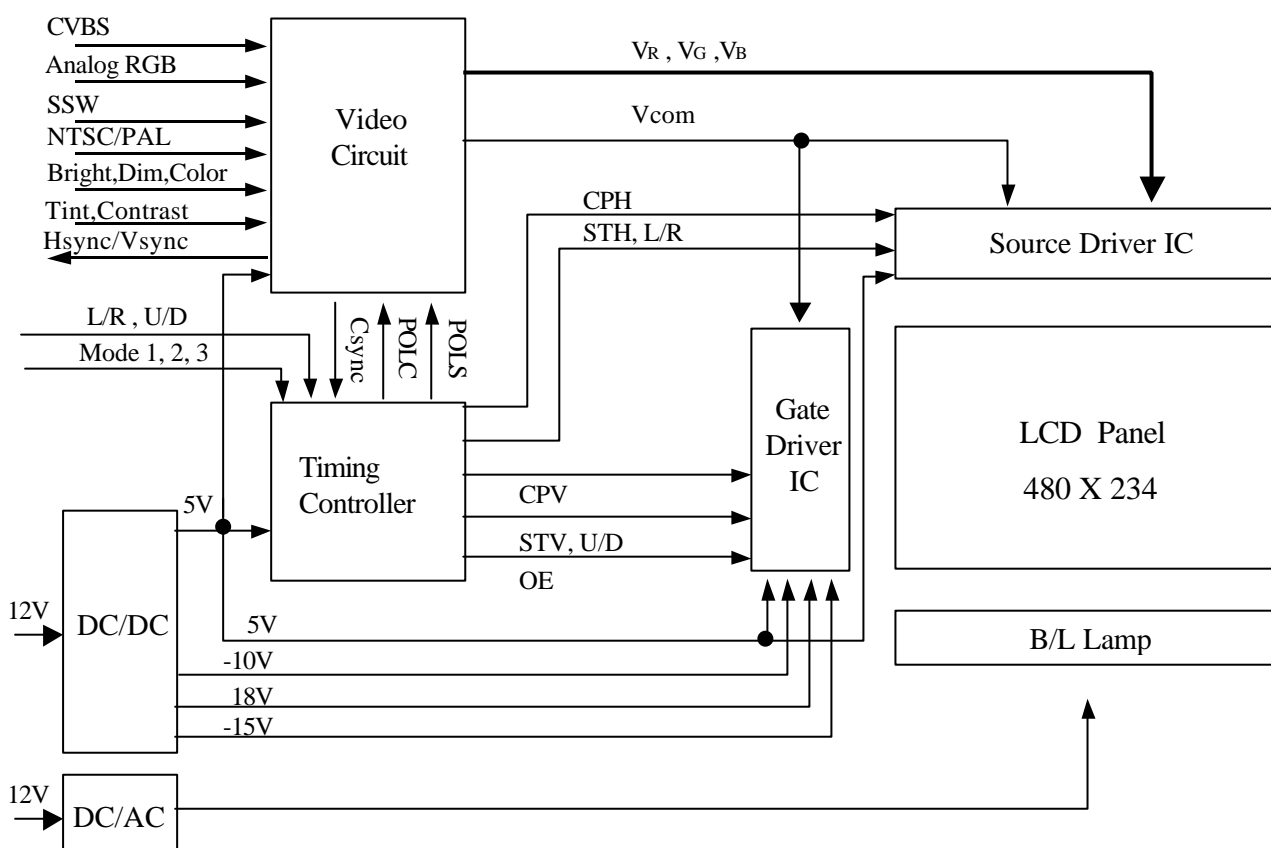 CVBS
Analog RGB
SSW
NTSC/PAL
Bright,Dim,Color
Tint,Contrast
Hsync/Vsync
Video
Circuit
VR , VG ,VB
Vcom
CPH
STH, L/R
Source Driver IC
L/R , U/D
Mode 1, 2, 3
Csync
POLC
POLS
Timing
Controller
Gate
Driver
IC
LCD Panel
480 X 234
CPV
STV, U/D
OE
5V
12V
DC/DC
5V
-10V
18V
-15V
B/L Lamp
12V
DC/AC